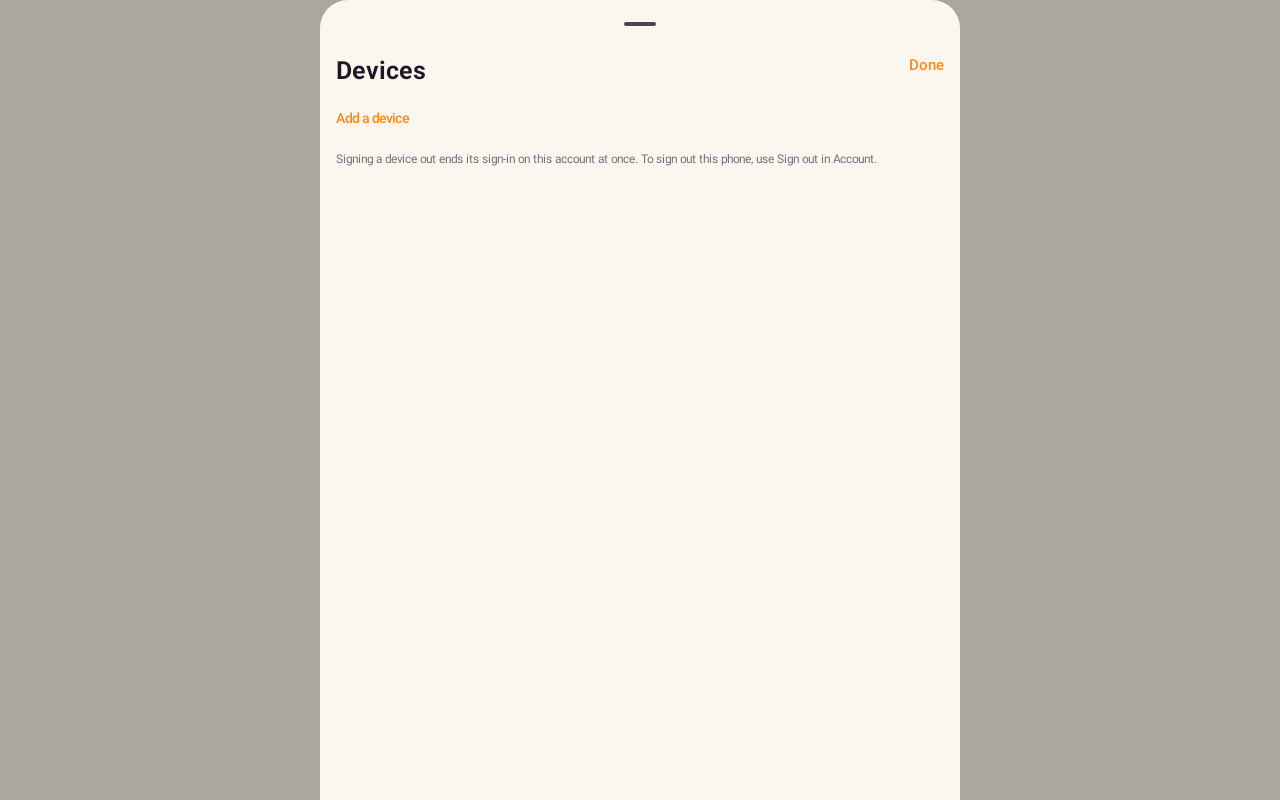 Devices
Done
Add a device
Signing a device out ends its sign-in on this account at once. To sign out this phone, use Sign out in Account.